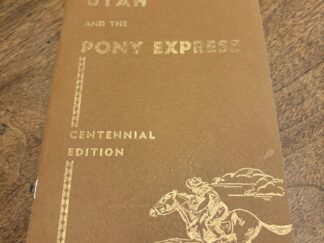 UTAH
AND THE
PONY EXPRESS
CENTENNIAL
EDITION